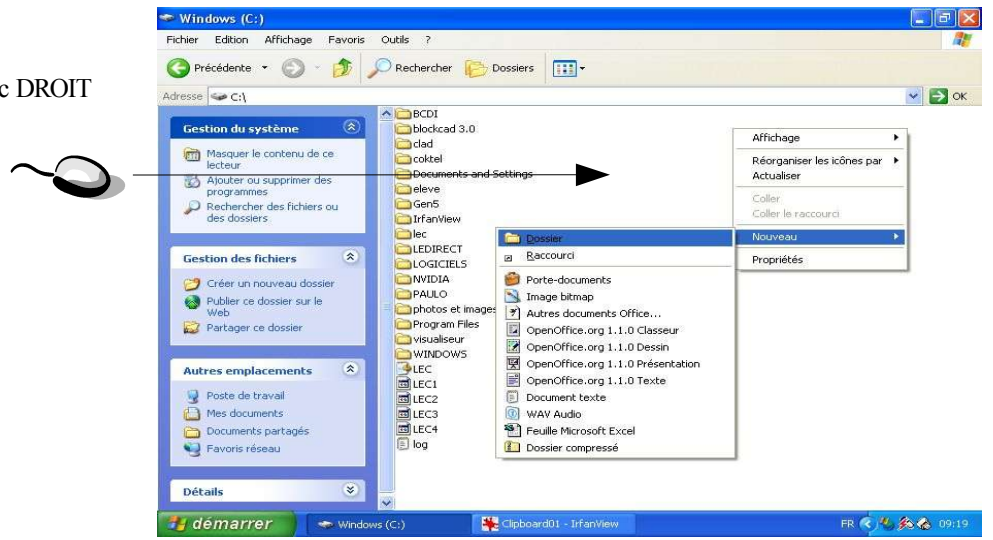 Windows (C:)
Fichier Edition Affichage Favoris Outils ?
Précédente Rechercher Dossiers
Adresse C:\ OK
c DROIT
Gestion du système
Masquer le contenu de ce
lecteur
Ajouter ou supprimer des
programmes
Rechercher des fichiers ou
des dossiers
Gestion des fichiers
Créer un nouveau dossier
Publier ce dossier sur le
Web
Partager ce dossier
Autres emplacements
Poste de travail
Mes documents
Documents partagés
Favoris réseau
Détails
BCDI
blockcad 3.0
clad
coktel
Documents and Settings
eleve
Gen5
IrfanView
lec
LEDIRECT
LOGICIELS
NVIDIA
PAULO
photos et images
Program Files
visualiseur
WINDOWS
LEC
LEC1
LEC2
LEC3
LEC4
log
Affichage
Réorganiser les icônes par
Actualiser
Coller
Coller le raccourci
Nouveau
Propriétés
Dossier
Raccourci
Porte-documents
Image bitmap
Autres documents Office...
OpenOffice.org 1.1.0 Classeur
OpenOffice.org 1.1.0 Dessin
OpenOffice.org 1.1.0 Présentation
OpenOffice.org 1.1.0 Texte
Document texte
WAV Audio
Feuille Microsoft Excel
Dossier compressé
démarrer Windows (C:) Clipboard01 - IrfanView FR 09:19